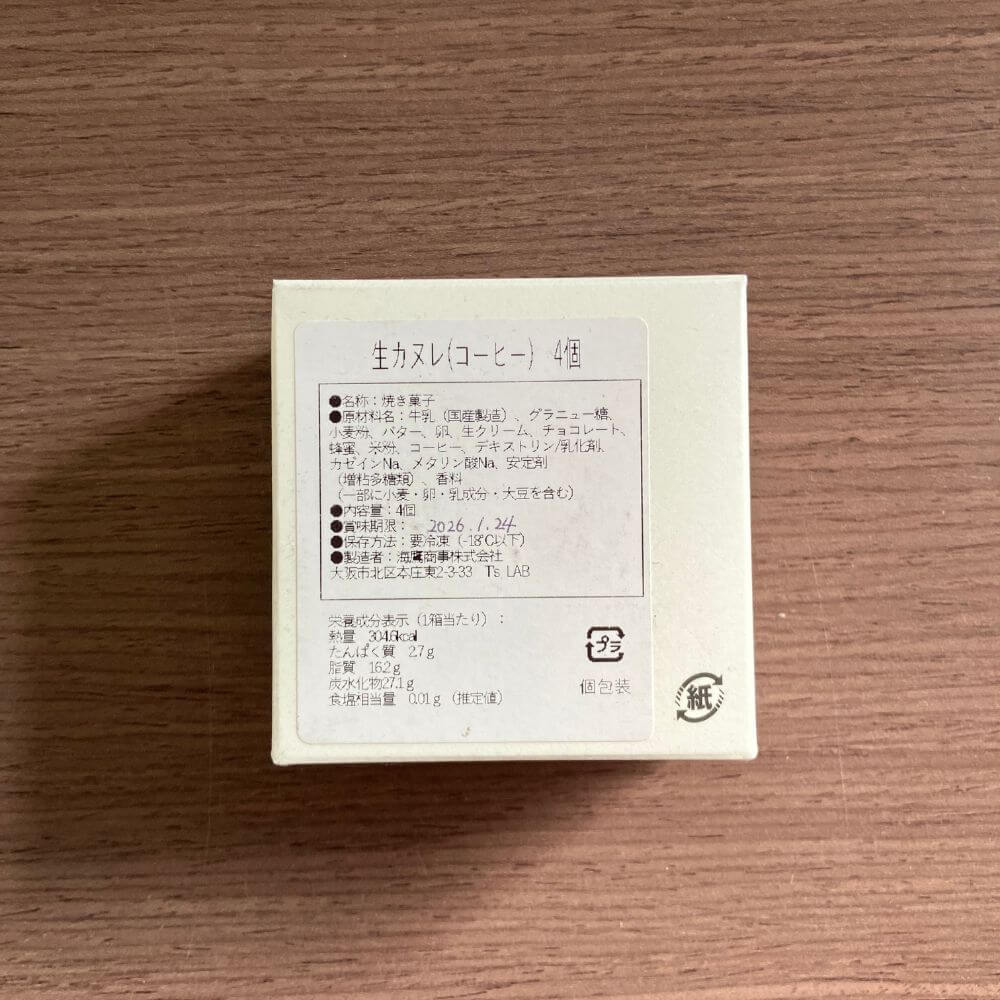 生カヌレ(コーヒー) 4個
●名称：焼き菓子
●原材料名：牛乳（国産製造）、グラニュー糖、
小麦粉、バター、卵、生クリーム、チョコレート、
蜂蜜、米粉、コーヒー、デキストリン/乳化剤、
カゼインNa、メタリン酸Na、安定剤
（増粘多糖類）、香料
（一部に小麦・卵・乳成分・大豆を含む）
●内容量：4個
●賞味期限： 2026.1.24
●保存方法：要冷凍（-18℃以下）
●製造者：海鷹商事株式会社
大阪市北区本庄東2-3-33 T's LAB
栄養成分表示（1箱当たり）：
熱量 304.6kcal
たんぱく質 2.7g
脂質 16.2g
炭水化物27.1g
食塩相当量 0.01g（推定値）
プラ
個包装
紙